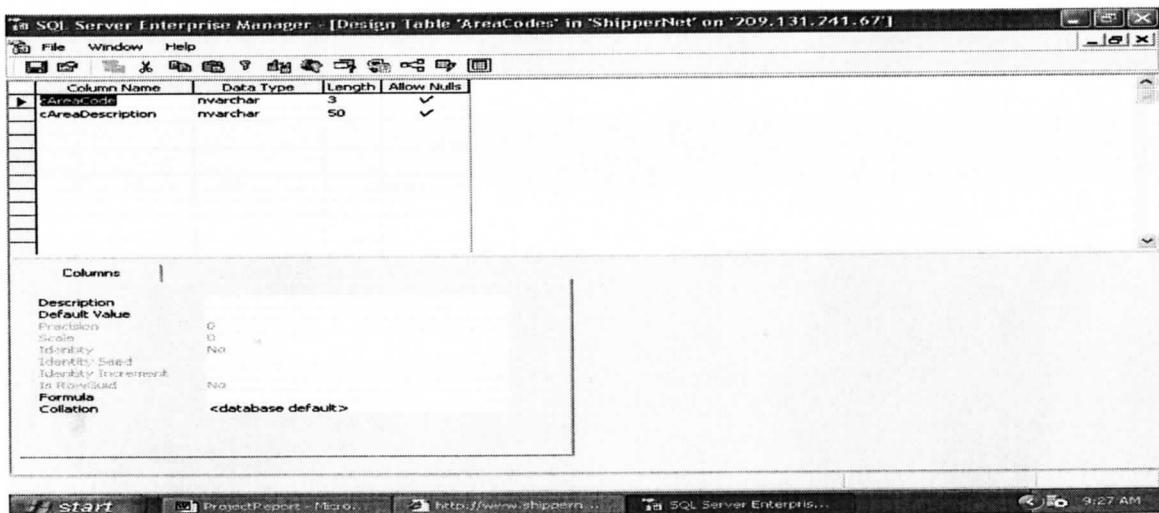 SQL Server Enterprise Manager - [Design Table 'AreaCodes' in 'ShipperNet' on '209.131.241.67']
File Window Help
Column Name Data Type Length Allow Nulls
cAreaCode nvarchar 3 ✓
cAreaDescription nvarchar 50 ✓
Columns
Description
Default Value
Precision 0
Scale 0
Identity No
Identity Seed
Identity Increment
Is RowGuid No
Formula
Collation <database default>
start ProjectReport - Micro... http://www.shippern... SQL Server Enterpris... 9:27 AM